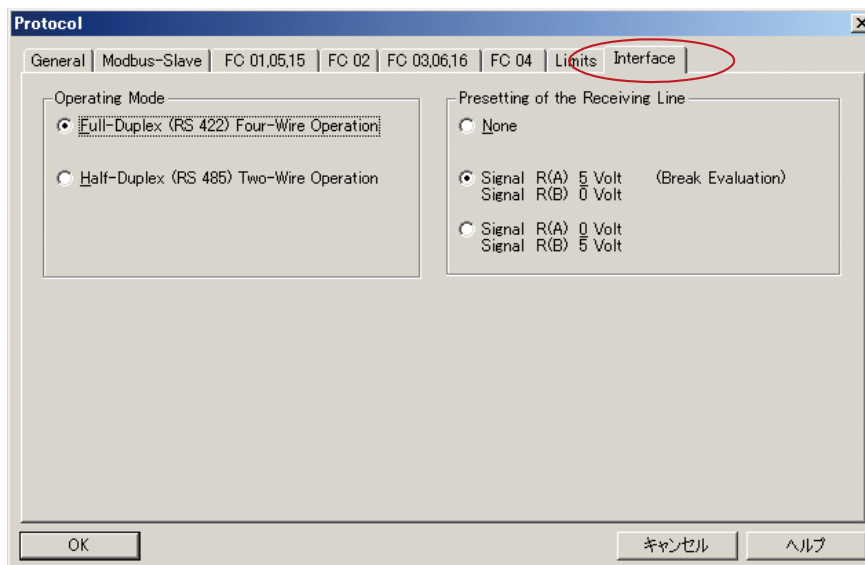 Protocol
General
Modbus-Slave
FC 01,05,15
FC 02
FC 03,06,16
FC 04
Limits
Interface
Operating Mode
Full-Duplex (RS 422) Four-Wire Operation
Half-Duplex (RS 485) Two-Wire Operation
Presetting of the Receiving Line
None
Signal R(A) 5 Volt (Break Evaluation)
Signal R(B) 0 Volt
Signal R(A) 0 Volt
Signal R(B) 5 Volt
OK
キャンセル
ヘルプ